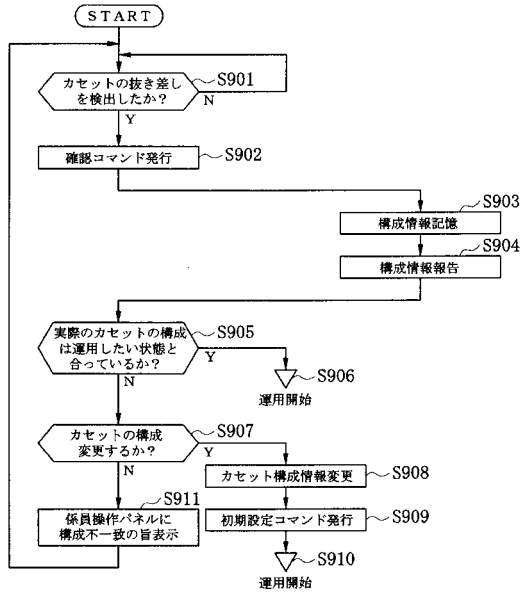 START
カセットの抜き差し
を検出したか?
S901
N
Y
確認コマンド発行
S902
S903
構成情報記憶
S904
構成情報報告
実際のカセットの構成
は運用したい状態と
合っているか?
S905
Y
S906
運用開始
N
カセットの構成
変更するか?
S907
Y
N
カセット構成情報変更
S908
S911
係員操作パネルに
構成不一致の旨表示
初期設定コマンド発行
S909
S910
運用開始